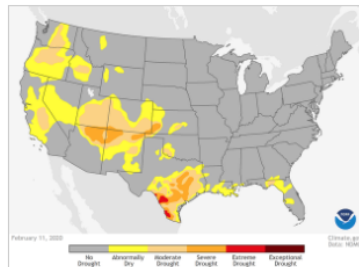 February 11, 2020
Climate.gov
Data: NDMC
No Drought
Abnormally Dry
Moderate Drought
Severe Drought
Extreme Drought
Exceptional Drought